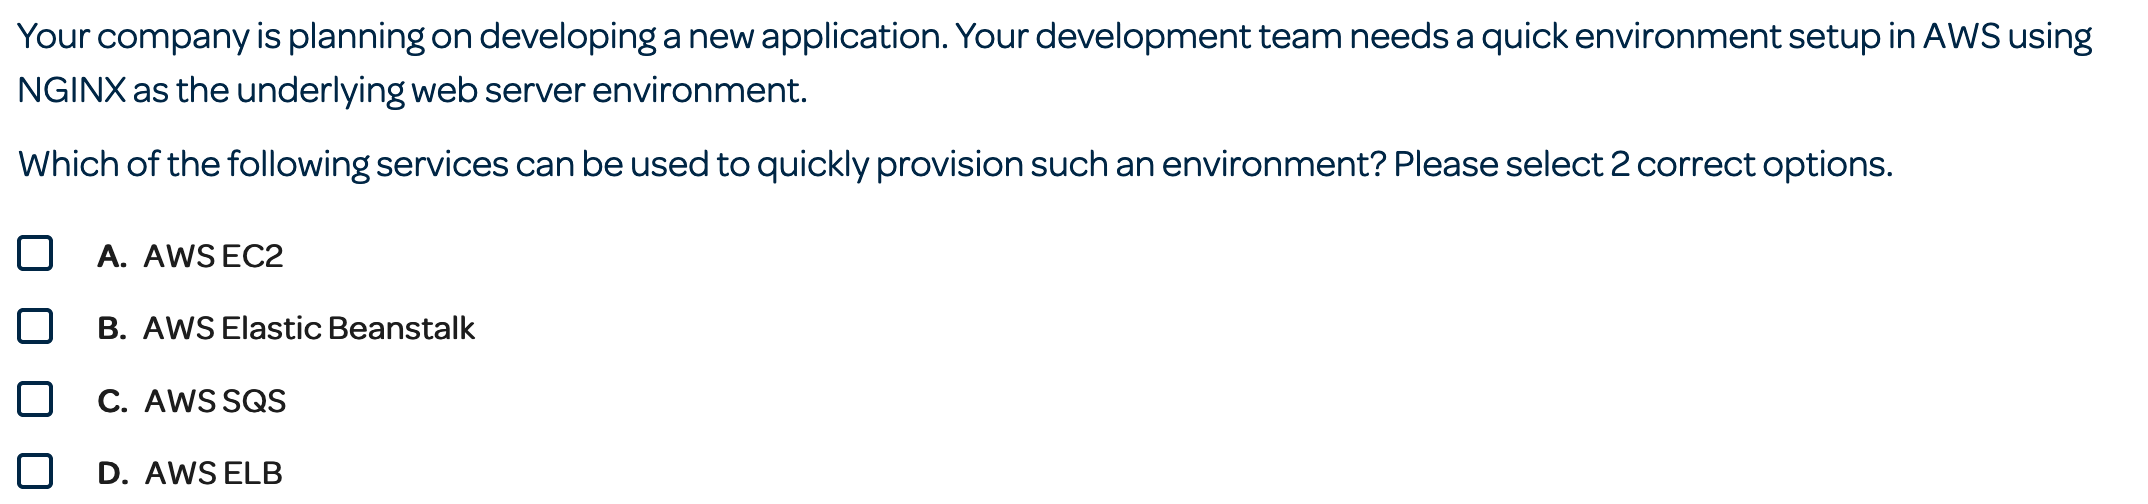 Your company is planning on developing a new application. Your development team needs a quick environment setup in AWS using
NGINX as the underlying web server environment.
Which of the following services can be used to quickly provision such an environment? Please select 2 correct options.
A. AWS EC2
B. AWS Elastic Beanstalk
C. AWS SQS
D. AWS ELB